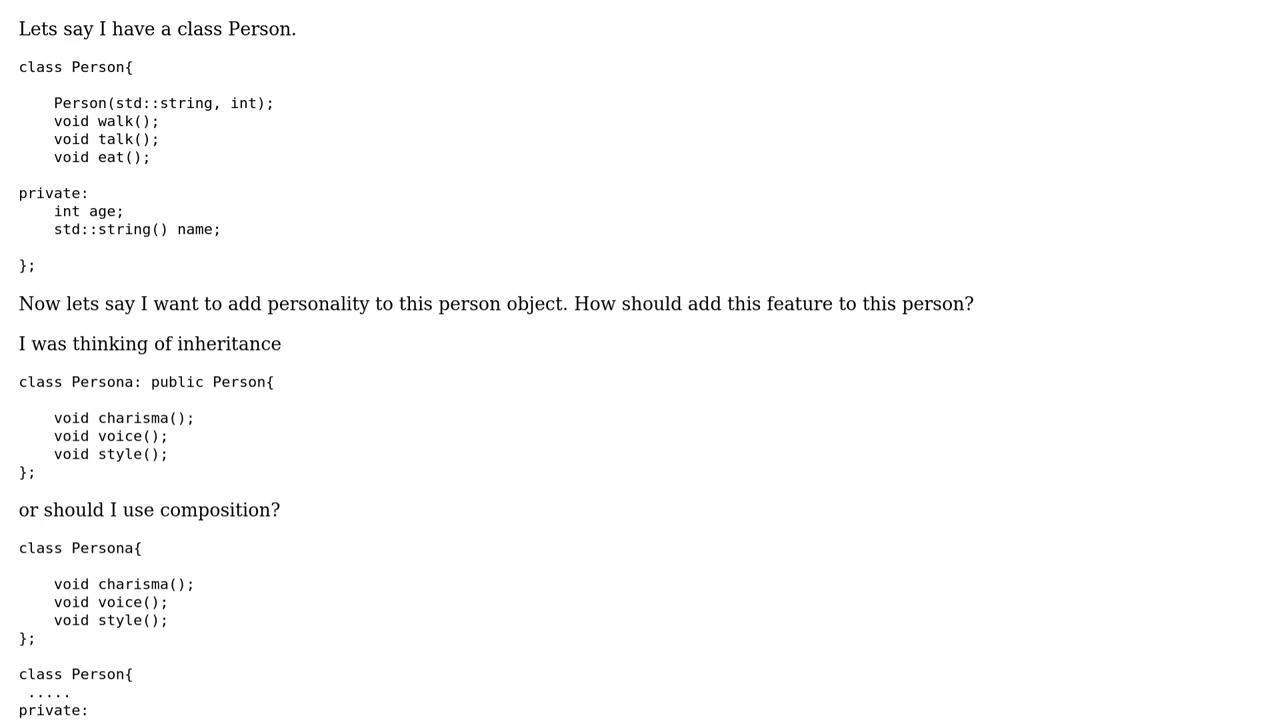 Lets say I have a class Person.
class Person{
    Person(std::string, int);
    void walk();
    void talk();
    void eat();
private:
    int age;
    std::string() name;
};
Now lets say I want to add personality to this person object. How should add this feature to this person?
I was thinking of inheritance
class Persona: public Person{
    void charisma();
    void voice();
    void style();
};
or should I use composition?
class Persona{
    void charisma();
    void voice();
    void style();
};
class Person{
 .....
private: